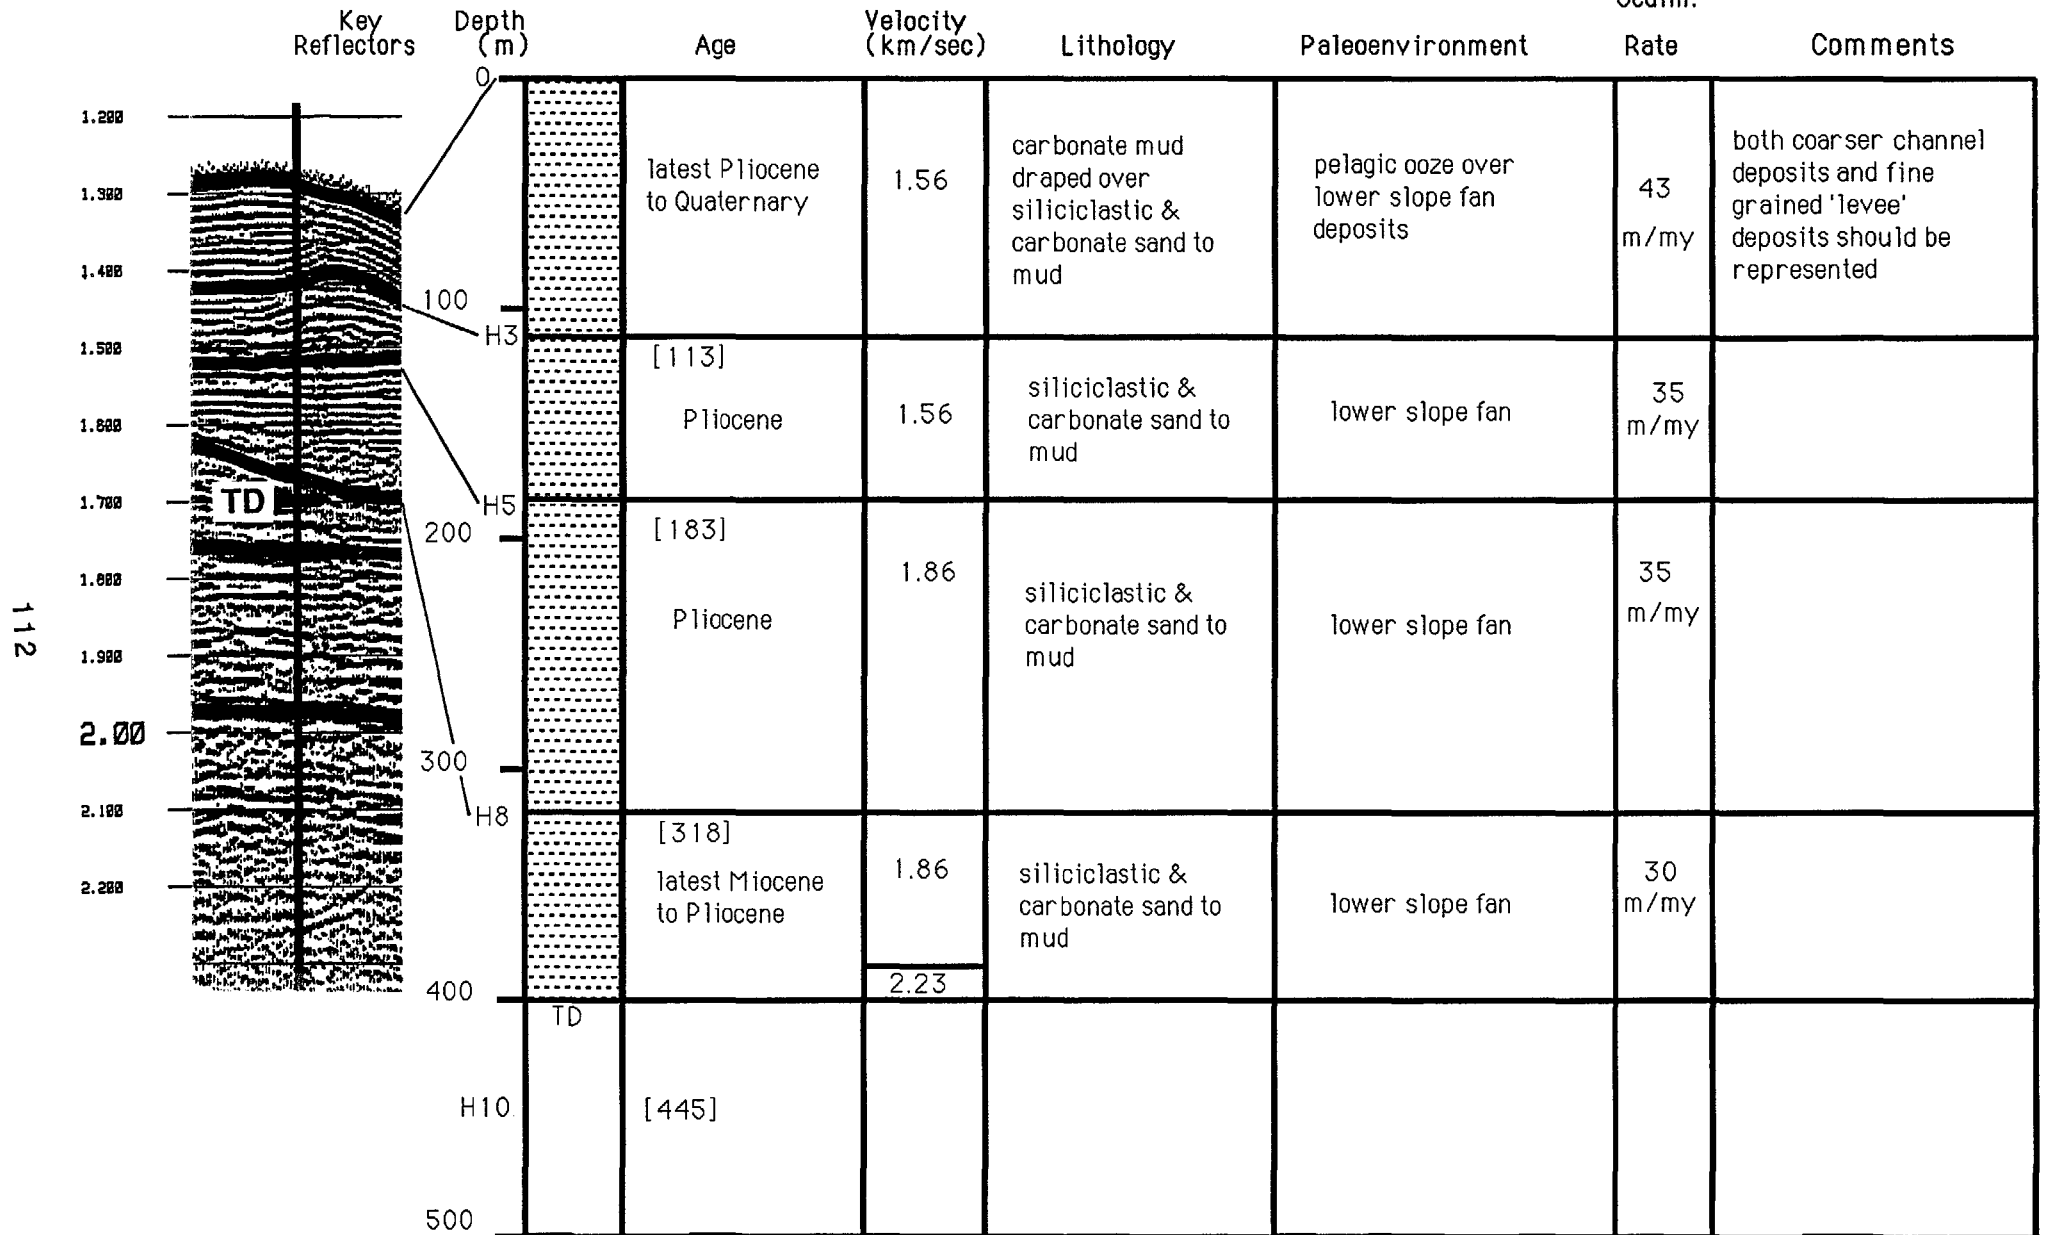 Key
Reflectors
Depth
(m)
Age
Velocity
(km/sec)
Lithology
Paleoenvironment
Rate
Comments
0
1.200
1.300
1.400
1.500
1.600
1.700
1.800
1.900
2.00
2.100
2.200
TD
112
100
H3
H5
200
300
H8
400
TD
H10
500
latest Pliocene
to Quaternary
1.56
carbonate mud
draped over
siliciclastic &
carbonate sand to
mud
pelagic ooze over
lower slope fan
deposits
43
m/my
both coarser channel
deposits and fine
grained 'levee'
deposits should be
represented
[113]
Pliocene
1.56
siliciclastic &
carbonate sand to
mud
lower slope fan
35
m/my
[183]
Pliocene
1.86
siliciclastic &
carbonate sand to
mud
lower slope fan
35
m/my
[318]
latest Miocene
to Pliocene
1.86
2.23
siliciclastic &
carbonate sand to
mud
lower slope fan
30
m/my
[445]